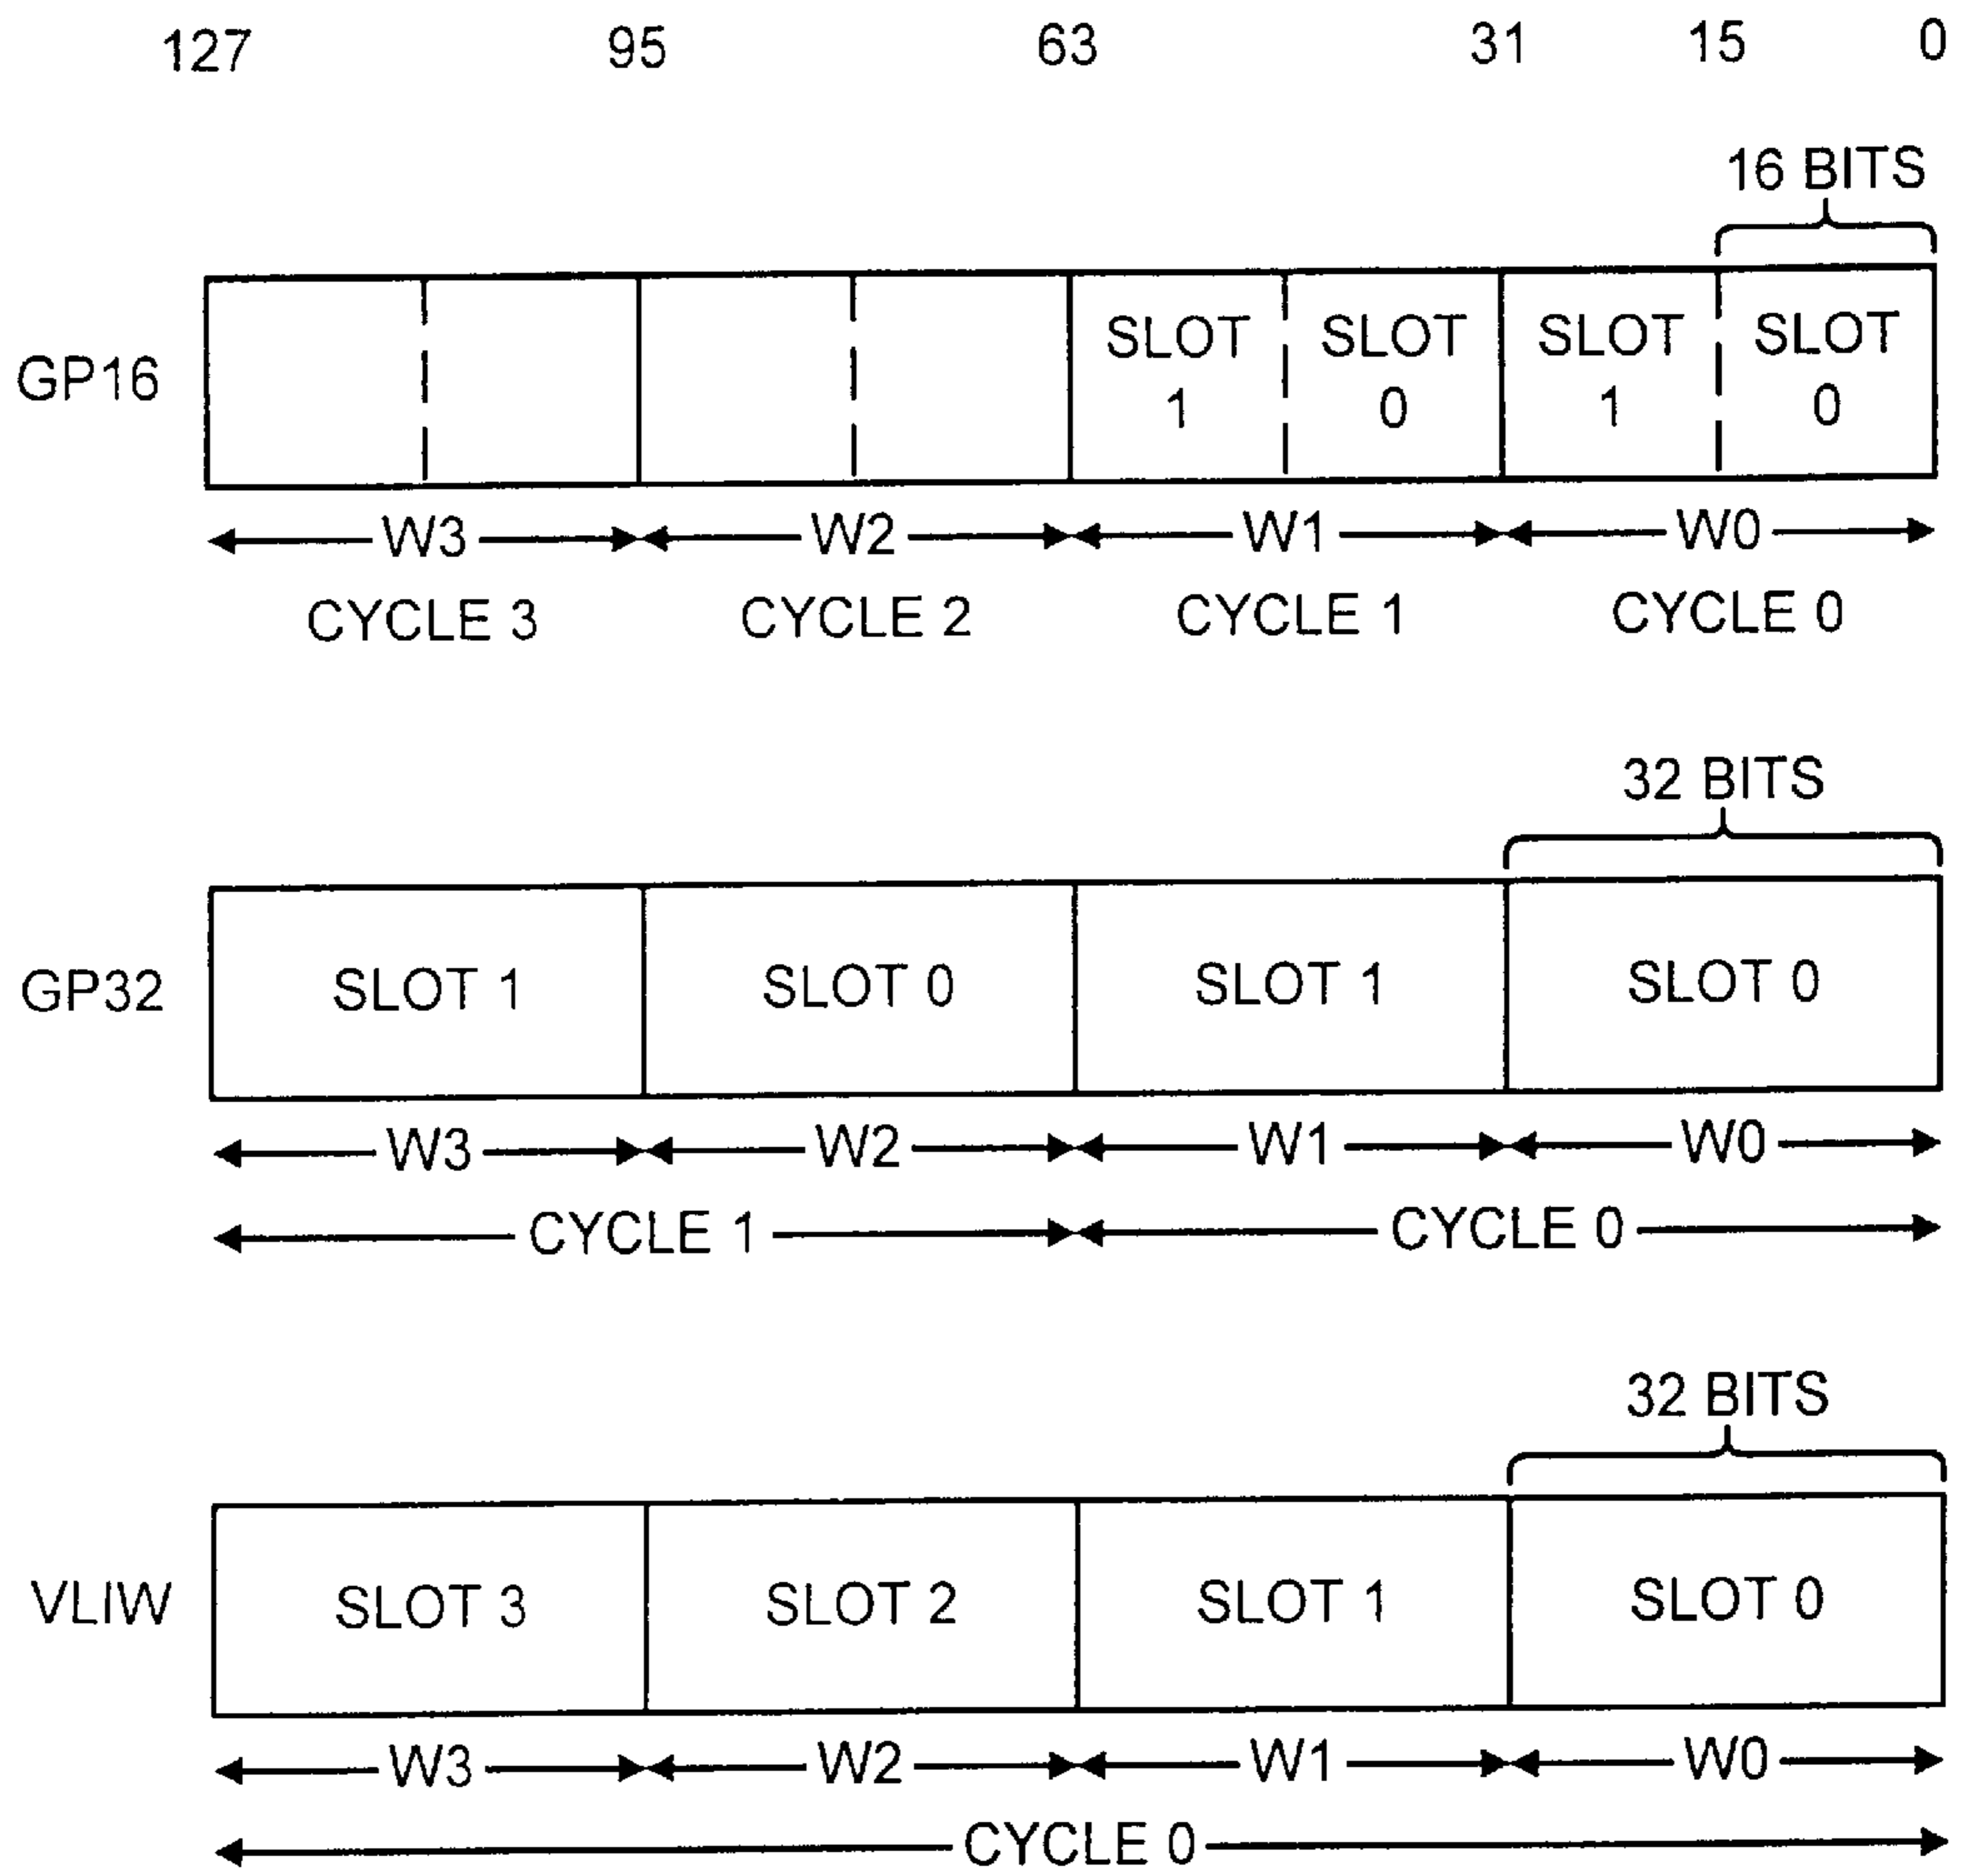 127 95 63 31 15 0
16 BITS
GP16 SLOT 1 SLOT 0 SLOT 1 SLOT 0
W3 W2 W1 W0
CYCLE 3 CYCLE 2 CYCLE 1 CYCLE 0
32 BITS
GP32 SLOT 1 SLOT 0 SLOT 1 SLOT 0
W3 W2 W1 W0
CYCLE 1 CYCLE 0
32 BITS
VLIW SLOT 3 SLOT 2 SLOT 1 SLOT 0
W3 W2 W1 W0
CYCLE 0